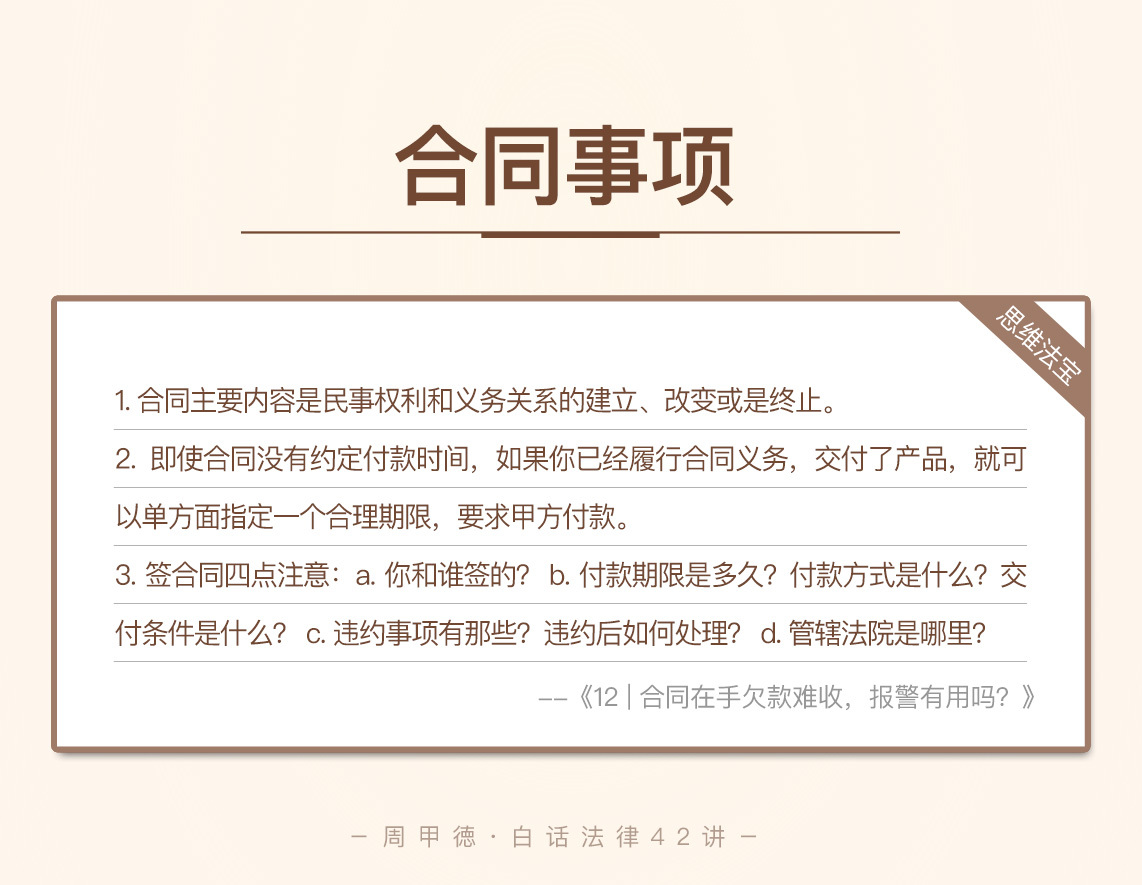 合同事项
思维法宝
1. 合同主要内容是民事权利和义务关系的建立、改变或是终止。
2. 即使合同没有约定付款时间，如果你已经履行合同义务，交付了产品，就可
以单方面指定一个合理期限，要求甲方付款。
3. 签合同四点注意：a. 你和谁签的？ b. 付款期限是多久？付款方式是什么？交
付条件是什么？ c. 违约事项有那些？违约后如何处理？ d. 管辖法院是哪里？
——《12 | 合同在手欠款难收，报警有用吗？》
— 周甲徳 · 白话法律42讲 —